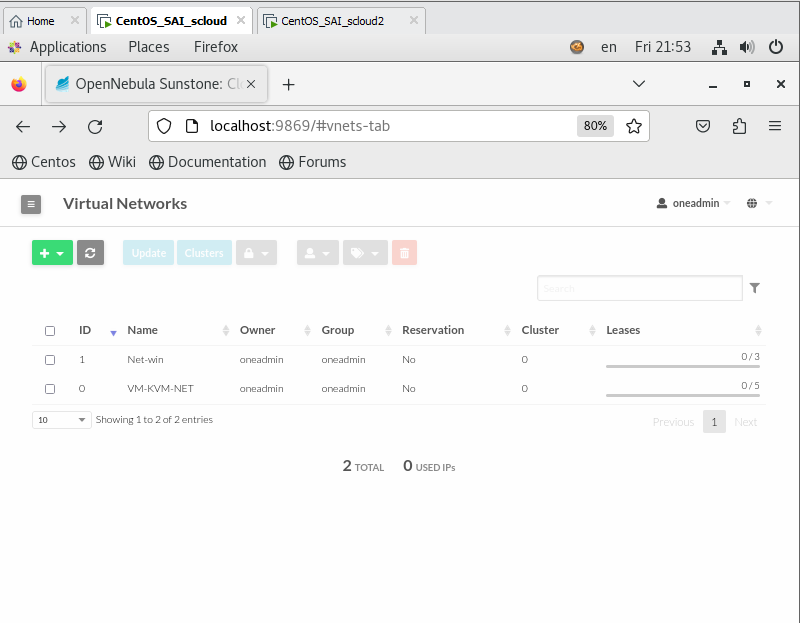 Home CentOS_SAI_scloud CentOS_SAI_scloud2
Applications Places Firefox en Fri 21:53
OpenNebula Sunstone: Cl
localhost:9869/#vnets-tab 80%
Centos Wiki Documentation Forums
Virtual Networks oneadmin
Update Clusters
Search
ID Name Owner Group Reservation Cluster Leases
1 Net-win oneadmin oneadmin No 0 0 / 3
0 VM-KVM-NET oneadmin oneadmin No 0 0 / 5
10 Showing 1 to 2 of 2 entries Previous 1 Next
2 TOTAL 0 USED IPs